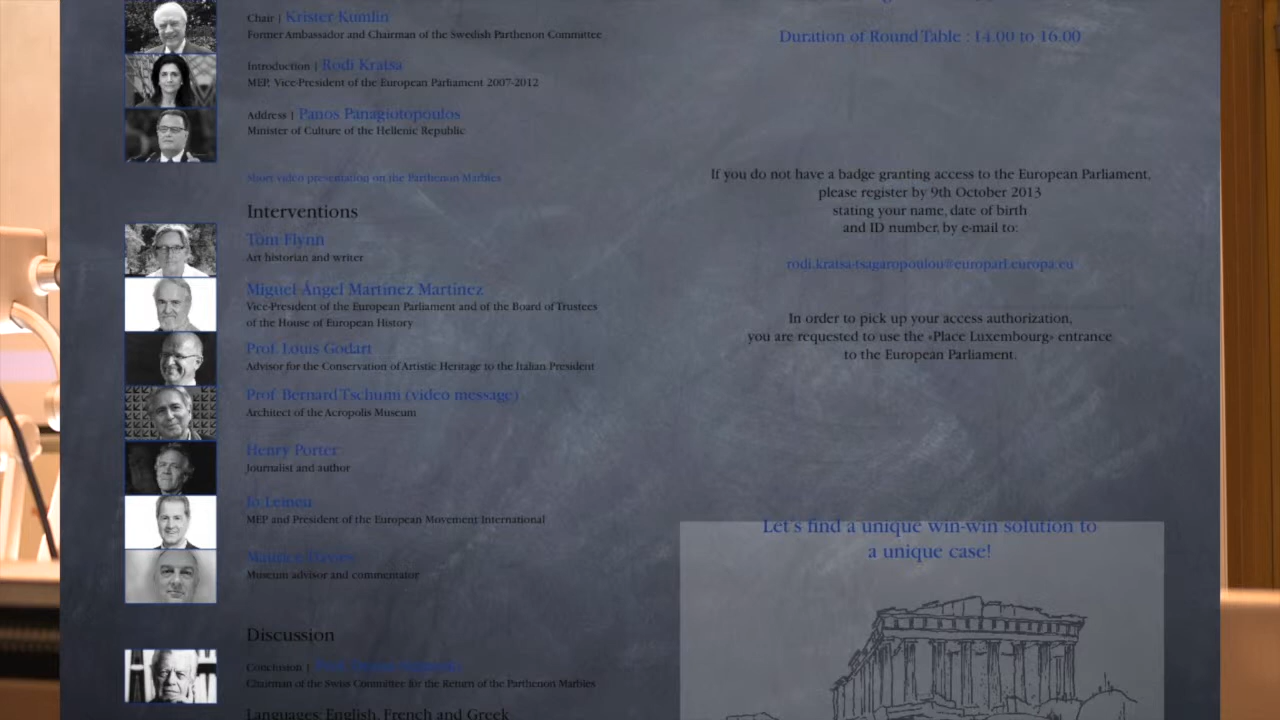 Chair | Krister Kumlin
Former Ambassador and Chairman of the Swedish Parthenon Committee
Introduction | Rodi Kratsa
MEP, Vice-President of the European Parliament 2007-2012
Address | Panos Panagiotopoulos
Minister of Culture of the Hellenic Republic
Short video presentation on the Parthenon Marbles
Interventions
Tom Flynn
Art historian and writer
Miguel Ángel Martínez Martínez
Vice-President of the European Parliament and of the Board of Trustees
of the House of European History
Prof. Louis Godart
Advisor for the Conservation of Artistic Heritage to the Italian President
Prof. Bernard Tschumi (video message)
Architect of the Acropolis Museum
Henry Porter
Journalist and author
Jo Leinen
MEP and President of the European Movement International
Maurice Davies
Museum advisor and commentator
Discussion
Conclusion | Prof.
Chairman of the Swiss Committee for the Return of the Parthenon Marbles
Languages: English, French and Greek
Duration of Round Table : 14.00 to 16.00
If you do not have a badge granting access to the European Parliament,
please register by 9th October 2013
stating your name, date of birth
and ID number, by e-mail to:
rodi.kratsa-tsagaropoulou@europarl.europa.eu
In order to pick up your access authorization,
you are requested to use the «Place Luxembourg» entrance
to the European Parliament.
Let's find a unique win-win solution to
a unique case!